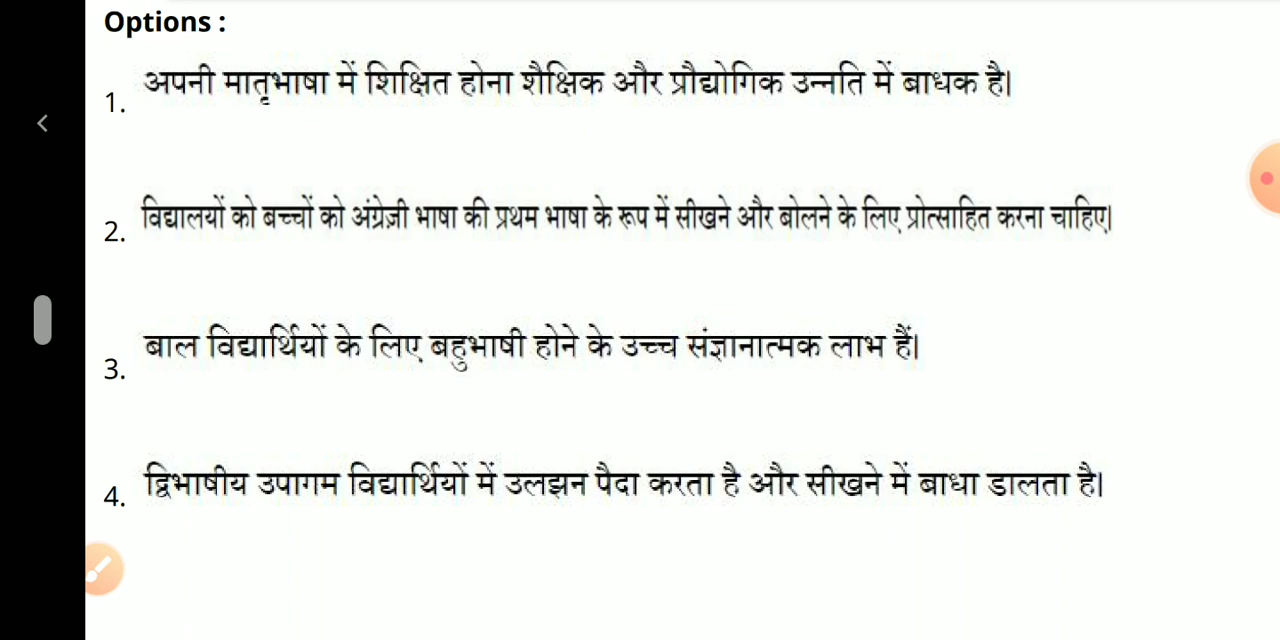 Options :
1. अपनी मातृभाषा में शिक्षित होना शैक्षिक और प्रौद्योगिक उन्नति में बाधक है।
2. विद्यालयों को बच्चों को अंग्रेज़ी भाषा की प्रथम भाषा के रूप में सीखने और बोलने के लिए प्रोत्साहित करना चाहिए।
3. बाल विद्यार्थियों के लिए बहुभाषी होने के उच्च संज्ञानात्मक लाभ हैं।
4. द्विभाषीय उपागम विद्यार्थियों में उलझन पैदा करता है और सीखने में बाधा डालता है।